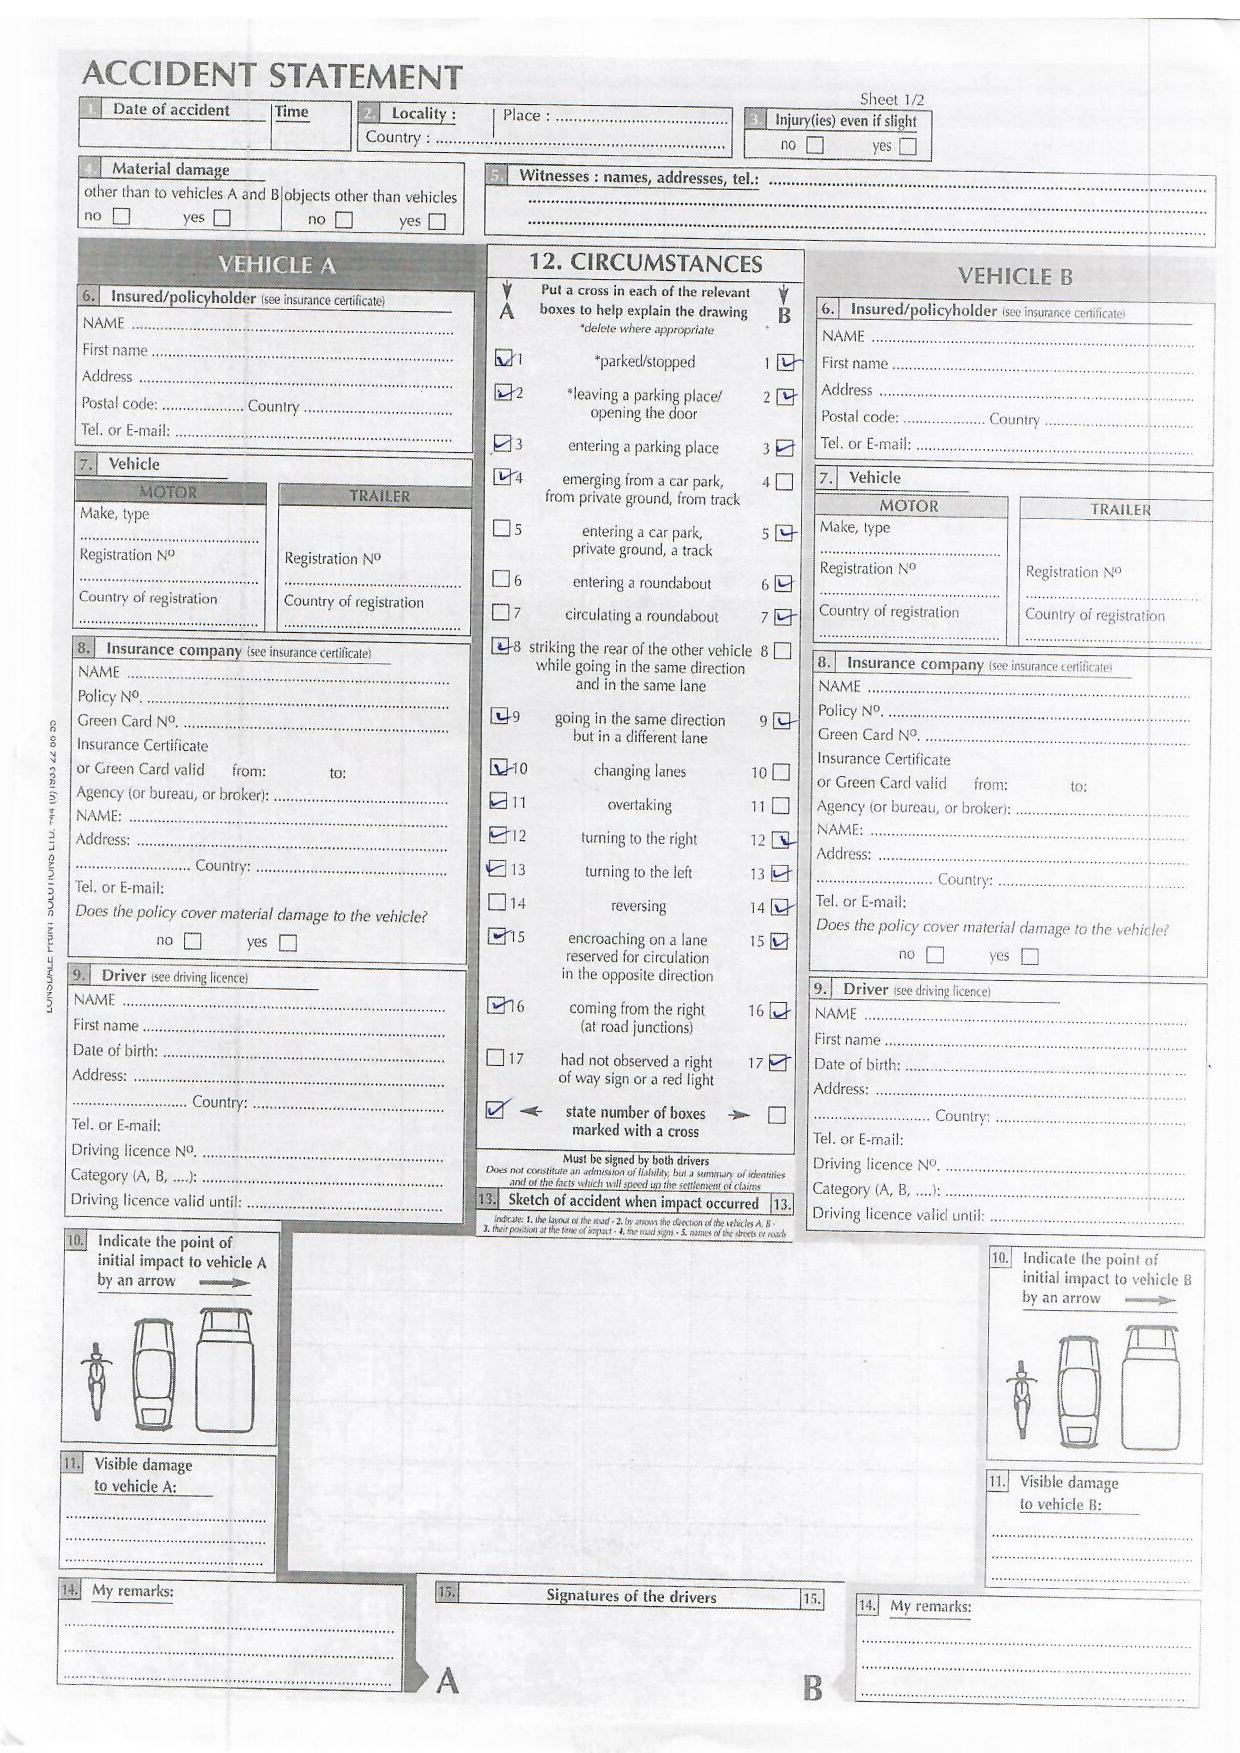 ACCIDENT STATEMENT
Sheet 1/2
1. Date of accident Time
2. Locality : Place : ..............................
Country : ..............................
3. Injury(ies) even if slight
no yes
4. Material damage
other than to vehicles A and B objects other than vehicles
no yes no yes
5. Witnesses : names, addresses, tel.: ..............................
VEHICLE A
6. Insured/policyholder (see insurance certificate)
NAME ..............................
First name ..............................
Address ..............................
Postal code: .................... Country ..............................
Tel. or E-mail: ..............................
7. Vehicle
MOTOR TRAILER
Make, type
Registration Nº Registration Nº
Country of registration Country of registration
8. Insurance company (see insurance certificate)
NAME ..............................
Policy Nº. ..............................
Green Card Nº. ..............................
Insurance Certificate
or Green Card valid from: to:
Agency (or bureau, or broker): ..............................
NAME: ..............................
Address: ..............................
.............................. Country: ..............................
Tel. or E-mail:
Does the policy cover material damage to the vehicle?
no yes
9. Driver (see driving licence)
NAME ..............................
First name ..............................
Date of birth: ..............................
Address: ..............................
.............................. Country: ..............................
Tel. or E-mail:
Driving licence Nº. ..............................
Category (A, B, ....): ..............................
Driving licence valid until: ..............................
10. Indicate the point of
initial impact to vehicle A
by an arrow
11. Visible damage
to vehicle A:
14. My remarks:
12. CIRCUMSTANCES
A Put a cross in each of the relevant B
boxes to help explain the drawing
*delete where appropriate
1 *parked/stopped 1
2 *leaving a parking place/ 2
opening the door
3 entering a parking place 3
4 emerging from a car park, 4
from private ground, from track
5 entering a car park, 5
private ground, a track
6 entering a roundabout 6
7 circulating a roundabout 7
8 striking the rear of the other vehicle 8
while going in the same direction
and in the same lane
9 going in the same direction 9
but in a different lane
10 changing lanes 10
11 overtaking 11
12 turning to the right 12
13 turning to the left 13
14 reversing 14
15 encroaching on a lane 15
reserved for circulation
in the opposite direction
16 coming from the right 16
(at road junctions)
17 had not observed a right 17
of way sign or a red light
state number of boxes
marked with a cross
Must be signed by both drivers
Does not constitute an admission of liability, but a summary of identities
and of the facts which will speed up the settlement of claims
13. Sketch of accident when impact occurred 13.
Indicate: 1. the layout of the road - 2. by arrows the direction of the vehicles A, B -
3. their position at the time of impact - 4. the road signs - 5. names of the streets or roads
15. Signatures of the drivers 15.
A B
VEHICLE B
6. Insured/policyholder (see insurance certificate)
NAME ..............................
First name ..............................
Address ..............................
Postal code: .................... Country ..............................
Tel. or E-mail: ..............................
7. Vehicle
MOTOR TRAILER
Make, type
Registration Nº Registration Nº
Country of registration Country of registration
8. Insurance company (see insurance certificate)
NAME ..............................
Policy Nº. ..............................
Green Card Nº. ..............................
Insurance Certificate
or Green Card valid from: to:
Agency (or bureau, or broker): ..............................
NAME: ..............................
Address: ..............................
.............................. Country: ..............................
Tel. or E-mail:
Does the policy cover material damage to the vehicle?
no yes
9. Driver (see driving licence)
NAME ..............................
First name ..............................
Date of birth: ..............................
Address: ..............................
.............................. Country: ..............................
Tel. or E-mail:
Driving licence Nº. ..............................
Category (A, B, ....): ..............................
Driving licence valid until: ..............................
10. Indicate the point of
initial impact to vehicle B
by an arrow
11. Visible damage
to vehicle B:
14. My remarks: